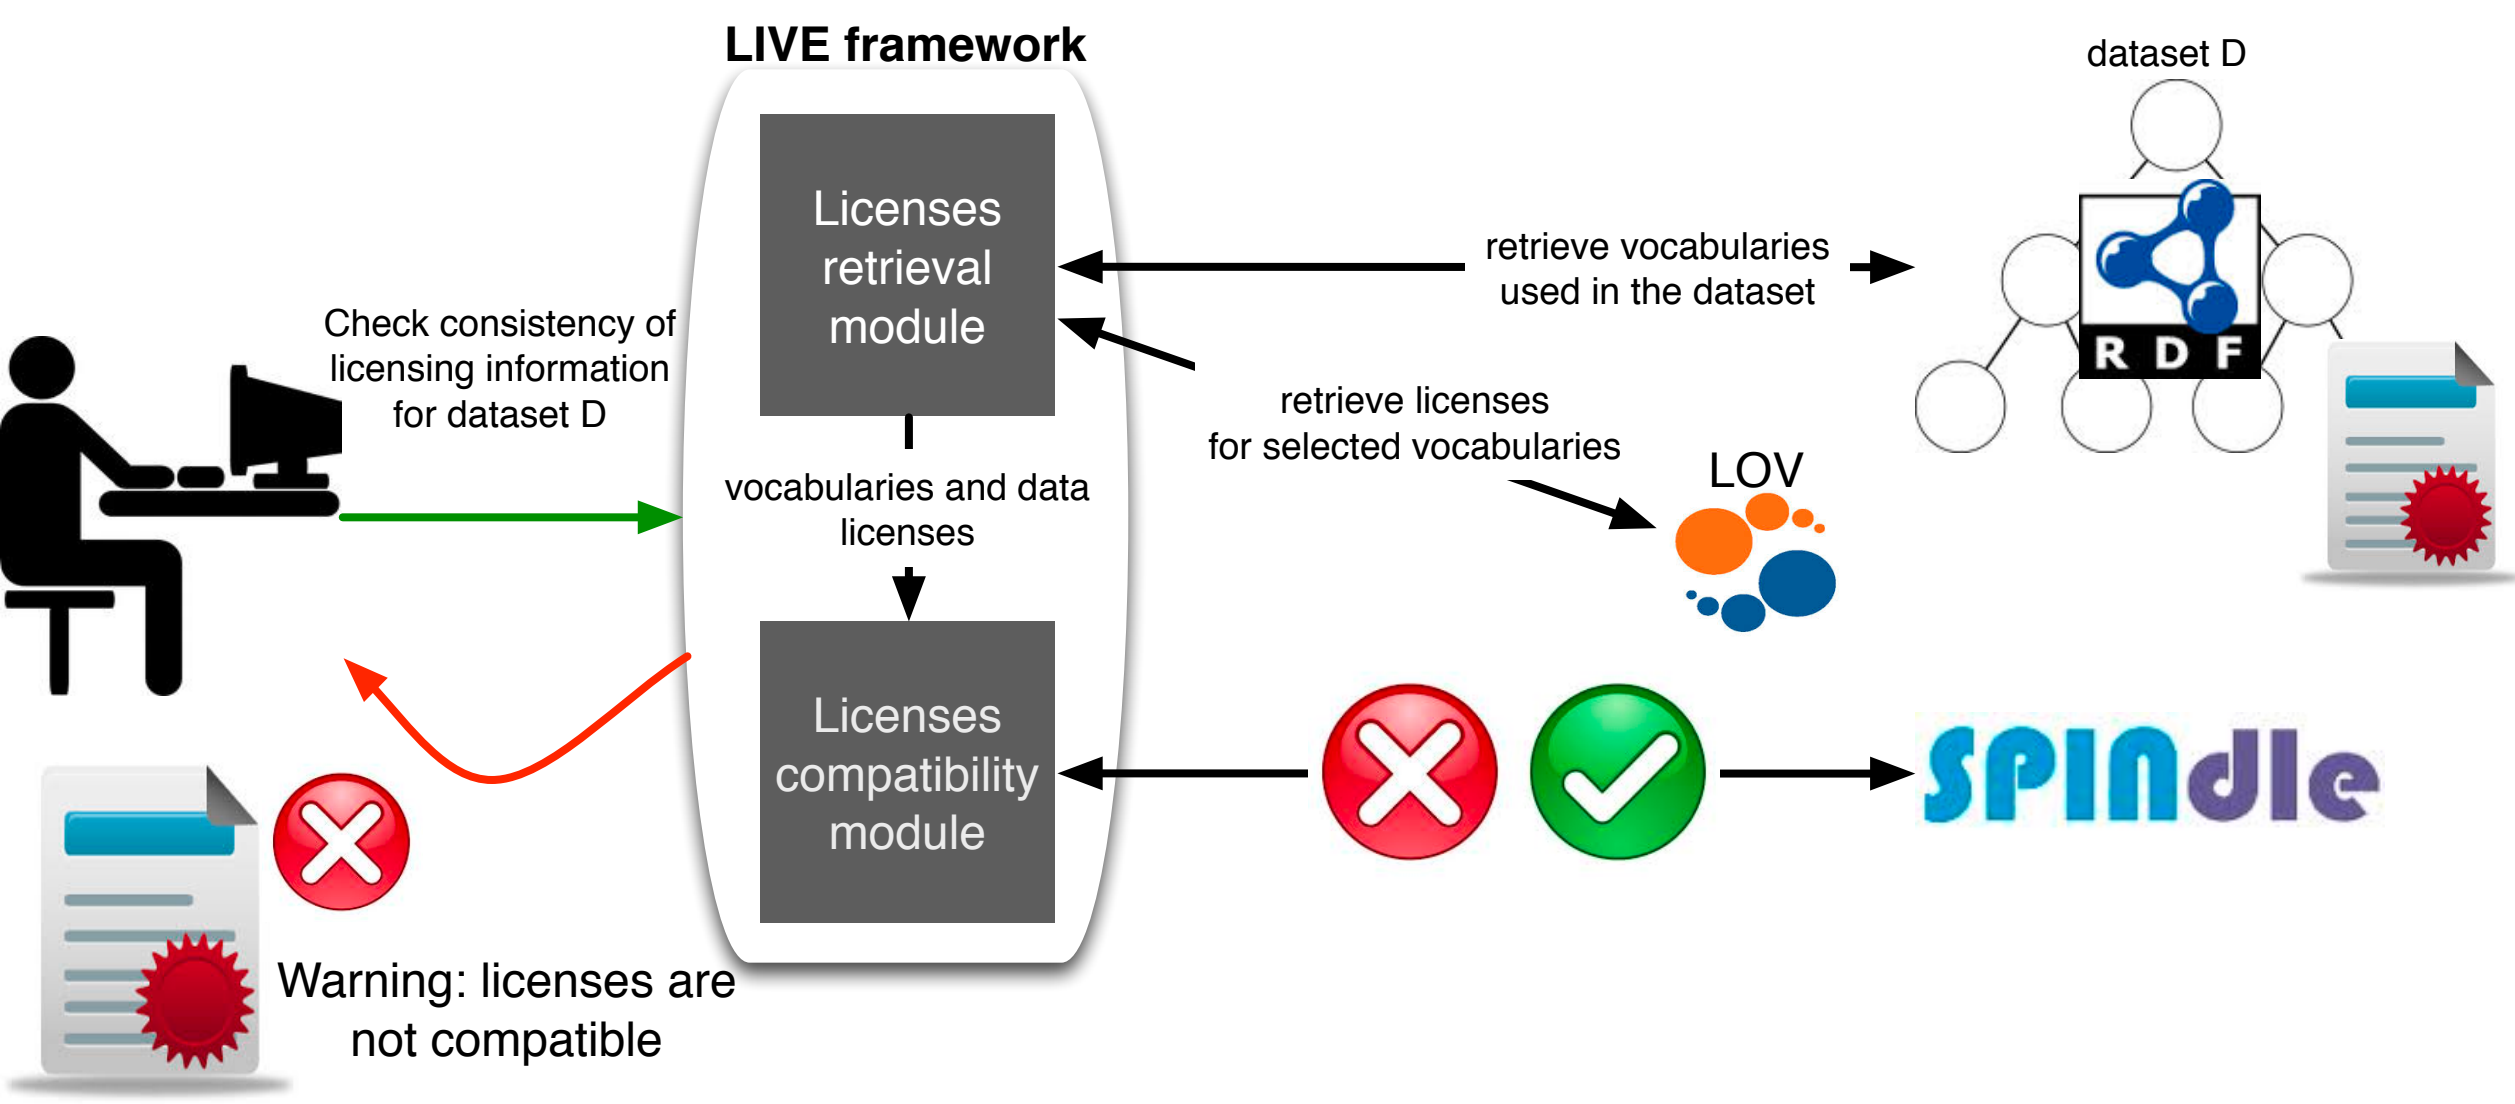 LIVE framework
dataset D
Licenses
retrieval
module
retrieve vocabularies
used in the dataset
RDF
Check consistency of
licensing information
for dataset D
retrieve licenses
for selected vocabularies
LOV
vocabularies and data
licenses
Licenses
compatibility
module
SPINdle
Warning: licenses are
not compatible